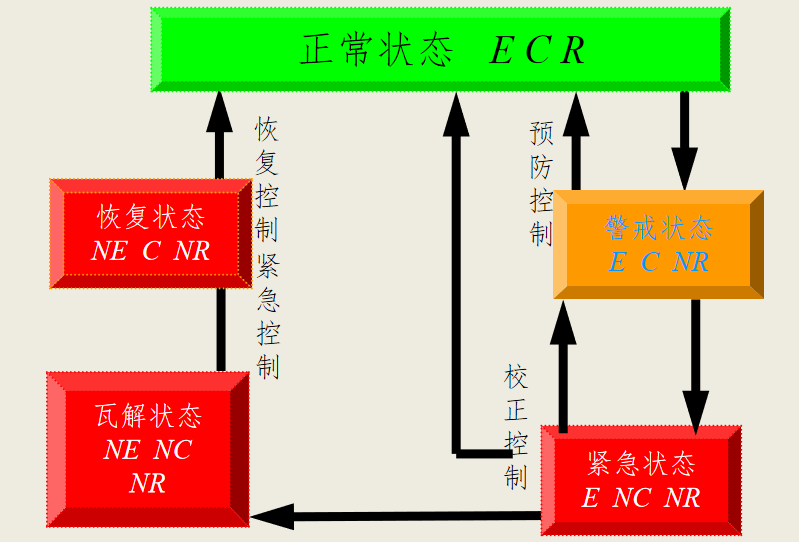 正常状态 E C R
恢复控制紧急控制
预防控制
恢复状态
NE C NR
警戒状态
E C NR
校正控制
瓦解状态
NE NC
NR
紧急状态
E NC NR